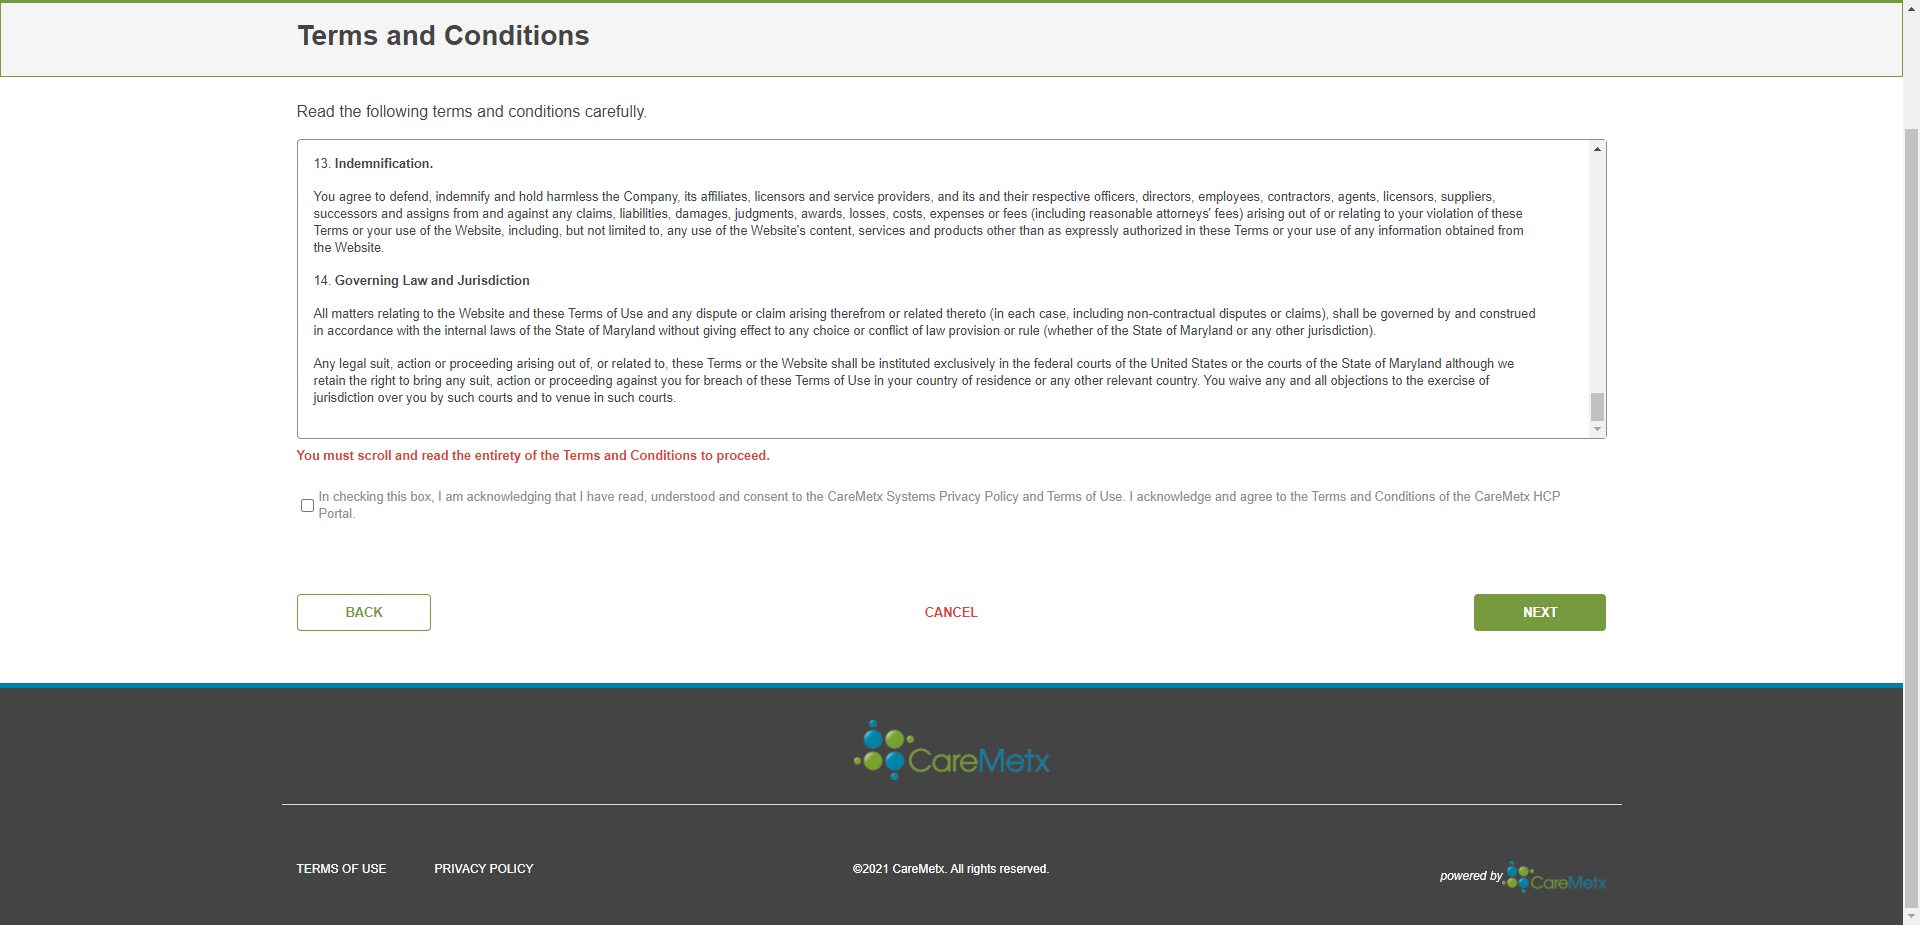 Terms and Conditions
Read the following terms and conditions carefully.
13. Indemnification.
You agree to defend, indemnify and hold harmless the Company, its affiliates, licensors and service providers, and its and their respective officers, directors, employees, contractors, agents, licensors, suppliers,
successors and assigns from and against any claims, liabilities, damages, judgments, awards, losses, costs, expenses or fees (including reasonable attorneys' fees) arising out of or relating to your violation of these
Terms or your use of the Website, including, but not limited to, any use of the Website's content, services and products other than as expressly authorized in these Terms or your use of any information obtained from
the Website.
14. Governing Law and Jurisdiction
All matters relating to the Website and these Terms of Use and any dispute or claim arising therefrom or related thereto (in each case, including non-contractual disputes or claims), shall be governed by and construed
in accordance with the internal laws of the State of Maryland without giving effect to any choice or conflict of law provision or rule (whether of the State of Maryland or any other jurisdiction).
Any legal suit, action or proceeding arising out of, or related to, these Terms or the Website shall be instituted exclusively in the federal courts of the United States or the courts of the State of Maryland although we
retain the right to bring any suit, action or proceeding against you for breach of these Terms of Use in your country of residence or any other relevant country. You waive any and all objections to the exercise of
jurisdiction over you by such courts and to venue in such courts.
You must scroll and read the entirety of the Terms and Conditions to proceed.
In checking this box, I am acknowledging that I have read, understood and consent to the CareMetx Systems Privacy Policy and Terms of Use. I acknowledge and agree to the Terms and Conditions of the CareMetx HCP
Portal.
BACK
CANCEL
NEXT
CareMetx
TERMS OF USE
PRIVACY POLICY
©2021 CareMetx. All rights reserved.
powered by CareMetx